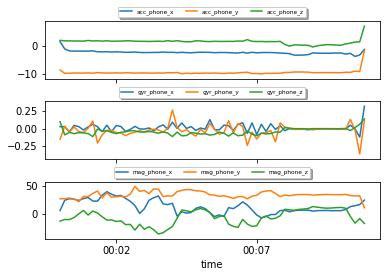 acc_phone_x acc_phone_y acc_phone_z
0
−10
gyr_phone_x gyr_phone_y gyr_phone_z
0.25
0.00
−0.25
mag_phone_x mag_phone_y mag_phone_z
50
0
00:02 00:07
time